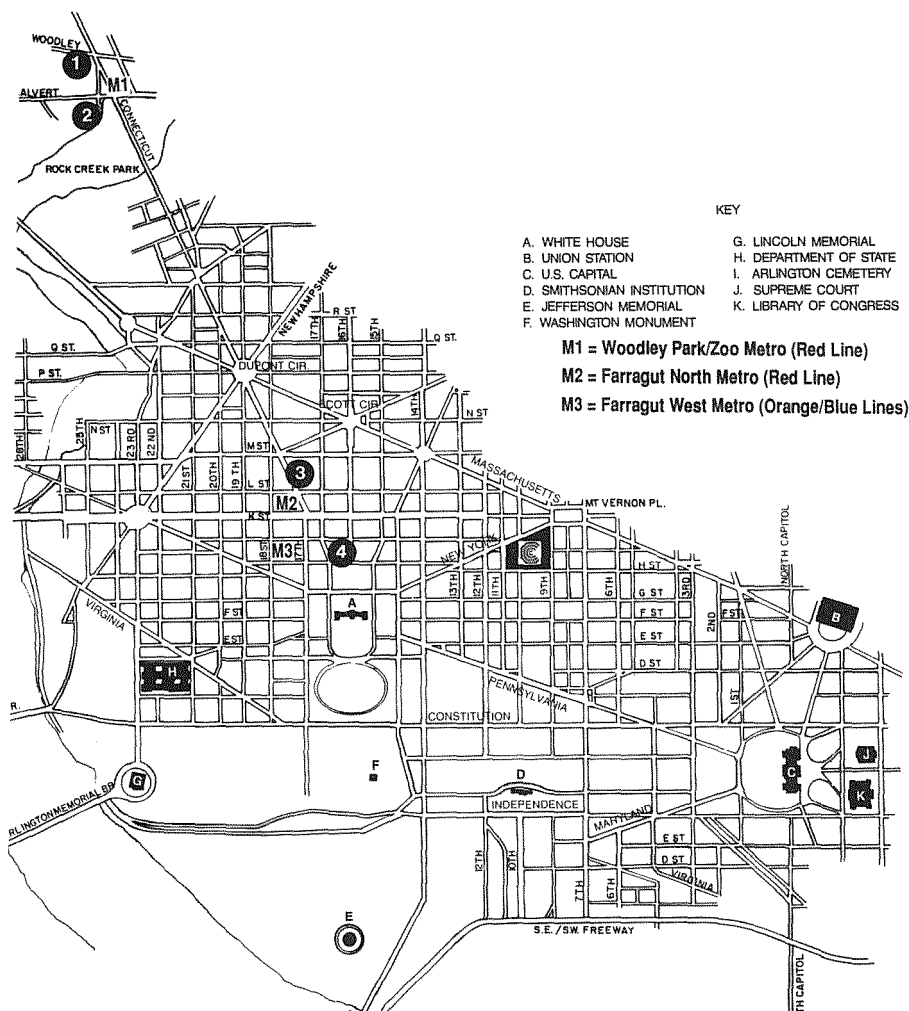 WOODLEY
1
M1
ALVERT
2
CONNECTICUT
ROCK CREEK PARK
KEY
A. WHITE HOUSE
B. UNION STATION
C. U.S. CAPITAL
D. SMITHSONIAN INSTITUTION
E. JEFFERSON MEMORIAL
F. WASHINGTON MONUMENT
G. LINCOLN MEMORIAL
H. DEPARTMENT OF STATE
I. ARLINGTON CEMETERY
J. SUPREME COURT
K. LIBRARY OF CONGRESS
M1 = Woodley Park/Zoo Metro (Red Line)
M2 = Farragut North Metro (Red Line)
M3 = Farragut West Metro (Orange/Blue Lines)
NEW HAMPSHIRE
17TH
R ST
16TH
15TH
Q ST.
Q ST.
P ST.
DUPONT CIR.
SCOTT CIR.
14TH
N ST
28TH
25TH
N ST
23 RD
22 ND
M ST.
21 ST
20TH
19 TH
L ST
3
M2
K ST
MASSACHUSETTS
MT VERNON PL.
18 ST
M3
17TH
4
NEW YORK
C
13TH
12TH
11TH
9TH
6TH
H ST
3RD
NORTH CAPITOL
G ST
F ST
2ND
F ST
B
E ST
D ST
1ST
A
VIRGINIA
F ST
E ST
H
PENNSYLVANIA
R.
CONSTITUTION
G
F
D
C
J
K
RLINGTON MEMORIAL BR
INDEPENDENCE
MARYLAND
E ST
D ST
VIRGINIA
12TH
10TH
7TH
6TH
E
S.E./SW. FREEWAY
TH CAPITOL